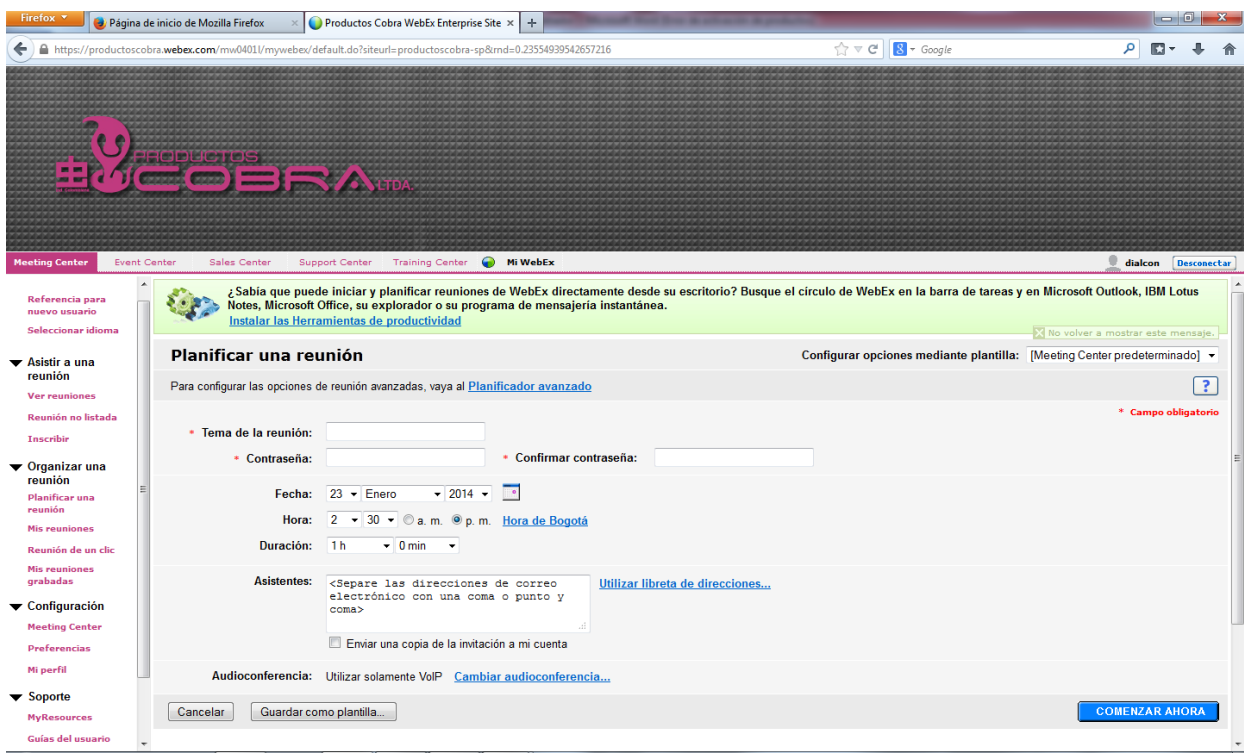 Firefox
Página de inicio de Mozilla Firefox
Productos Cobra WebEx Enterprise Site
https://productoscobra.webex.com/mw0401l/mywebex/default.do?siteurl=productoscobra-sp&rnd=0.23554939542657216
Google
PRODUCTOS
COBRA LTDA.
Meeting Center
Event Center
Sales Center
Support Center
Training Center
Mi WebEx
dialcon
Desconectar
Referencia para
nuevo usuario
Seleccionar idioma
Asistir a una
reunión
Ver reuniones
Reunión no listada
Inscribir
Organizar una
reunión
Planificar una
reunión
Mis reuniones
Reunión de un clic
Mis reuniones
grabadas
Configuración
Meeting Center
Preferencias
Mi perfil
Soporte
MyResources
Guías del usuario
¿Sabía que puede iniciar y planificar reuniones de WebEx directamente desde su escritorio? Busque el círculo de WebEx en la barra de tareas y en Microsoft Outlook, IBM Lotus
Notes, Microsoft Office, su explorador o su programa de mensajería instantánea.
Instalar las Herramientas de productividad
No volver a mostrar este mensaje.
Planificar una reunión
Configurar opciones mediante plantilla: [Meeting Center predeterminado]
Para configurar las opciones de reunión avanzadas, vaya al Planificador avanzado
?
* Campo obligatorio
* Tema de la reunión:
* Contraseña:
* Confirmar contraseña:
Fecha: 23 Enero 2014
Hora: 2 30 a. m. p. m. Hora de Bogotá
Duración: 1 h 0 min
Asistentes: <Separe las direcciones de correo
electrónico con una coma o punto y
coma>
Utilizar libreta de direcciones...
Enviar una copia de la invitación a mi cuenta
Audioconferencia: Utilizar solamente VoIP Cambiar audioconferencia...
Cancelar
Guardar como plantilla...
COMENZAR AHORA